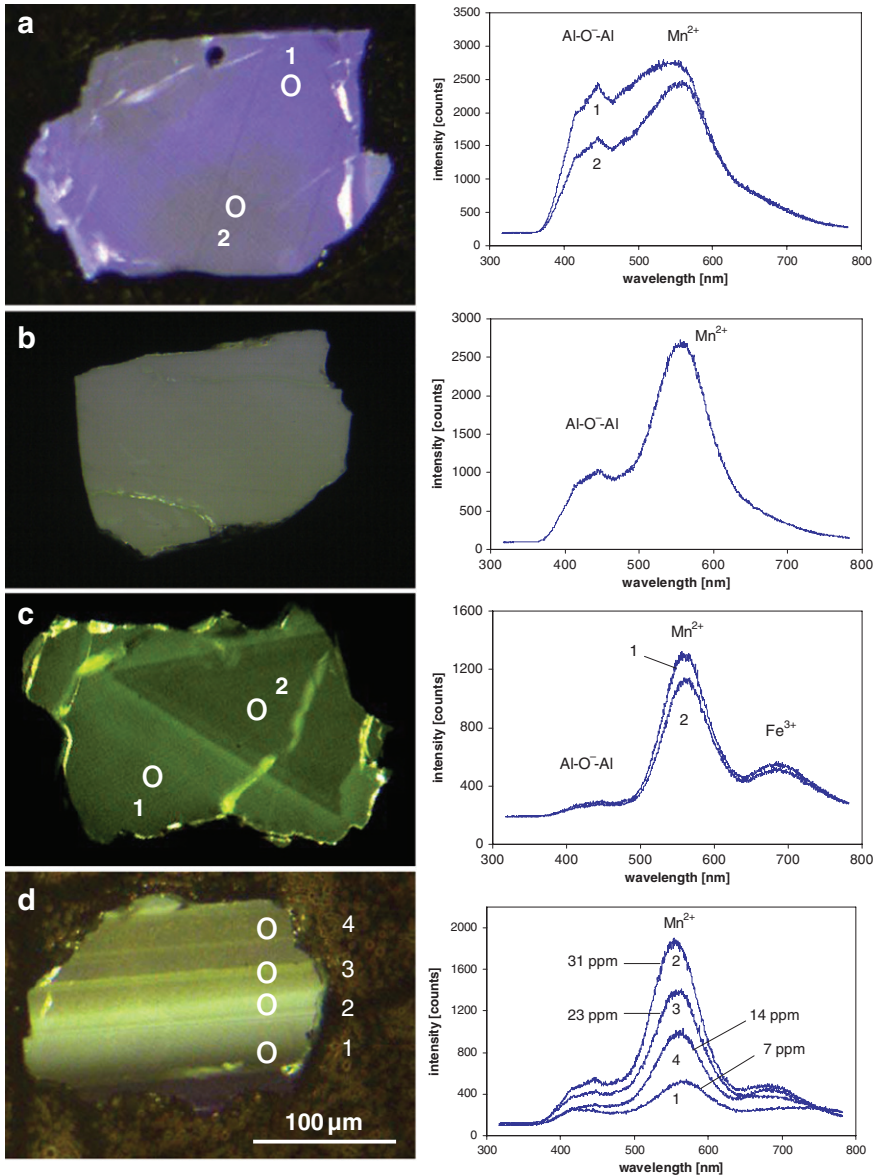 a
1
O
O
2
Al-O⁻-Al Mn²⁺
1
2
intensity [counts]
3500
3000
2500
2000
1500
1000
500
0
300 400 500 600 700 800
wavelength [nm]
b
Mn²⁺
Al-O⁻-Al
intensity [counts]
3000
2500
2000
1500
1000
500
0
300 400 500 600 700 800
wavelength [nm]
c
O 2
O
1
Mn²⁺
1
2
Fe³⁺
Al-O⁻-Al
intensity [counts]
1600
1200
800
400
0
300 400 500 600 700 800
wavelength [nm]
d
O 4
O 3
O 2
O 1
100 µm
Mn²⁺
31 ppm 2
23 ppm 3 14 ppm
4 7 ppm
1
intensity [counts]
2000
1600
1200
800
400
0
300 400 500 600 700 800
wavelength [nm]